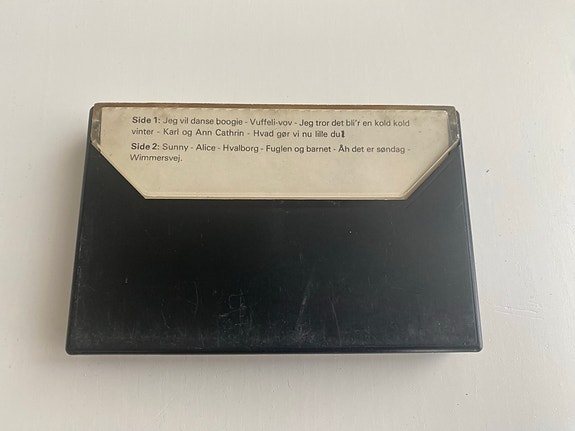 Side 1: Jeg vil danse boogie - Vuffeli-vov - Jeg tror det bli'r en kold kold
vinter - Karl og Ann Cathrin - Hvad gør vi nu lille du?
Side 2: Sunny - Alice - Hvalborg - Fuglen og barnet - Åh det er søndag -
Wimmersvej.